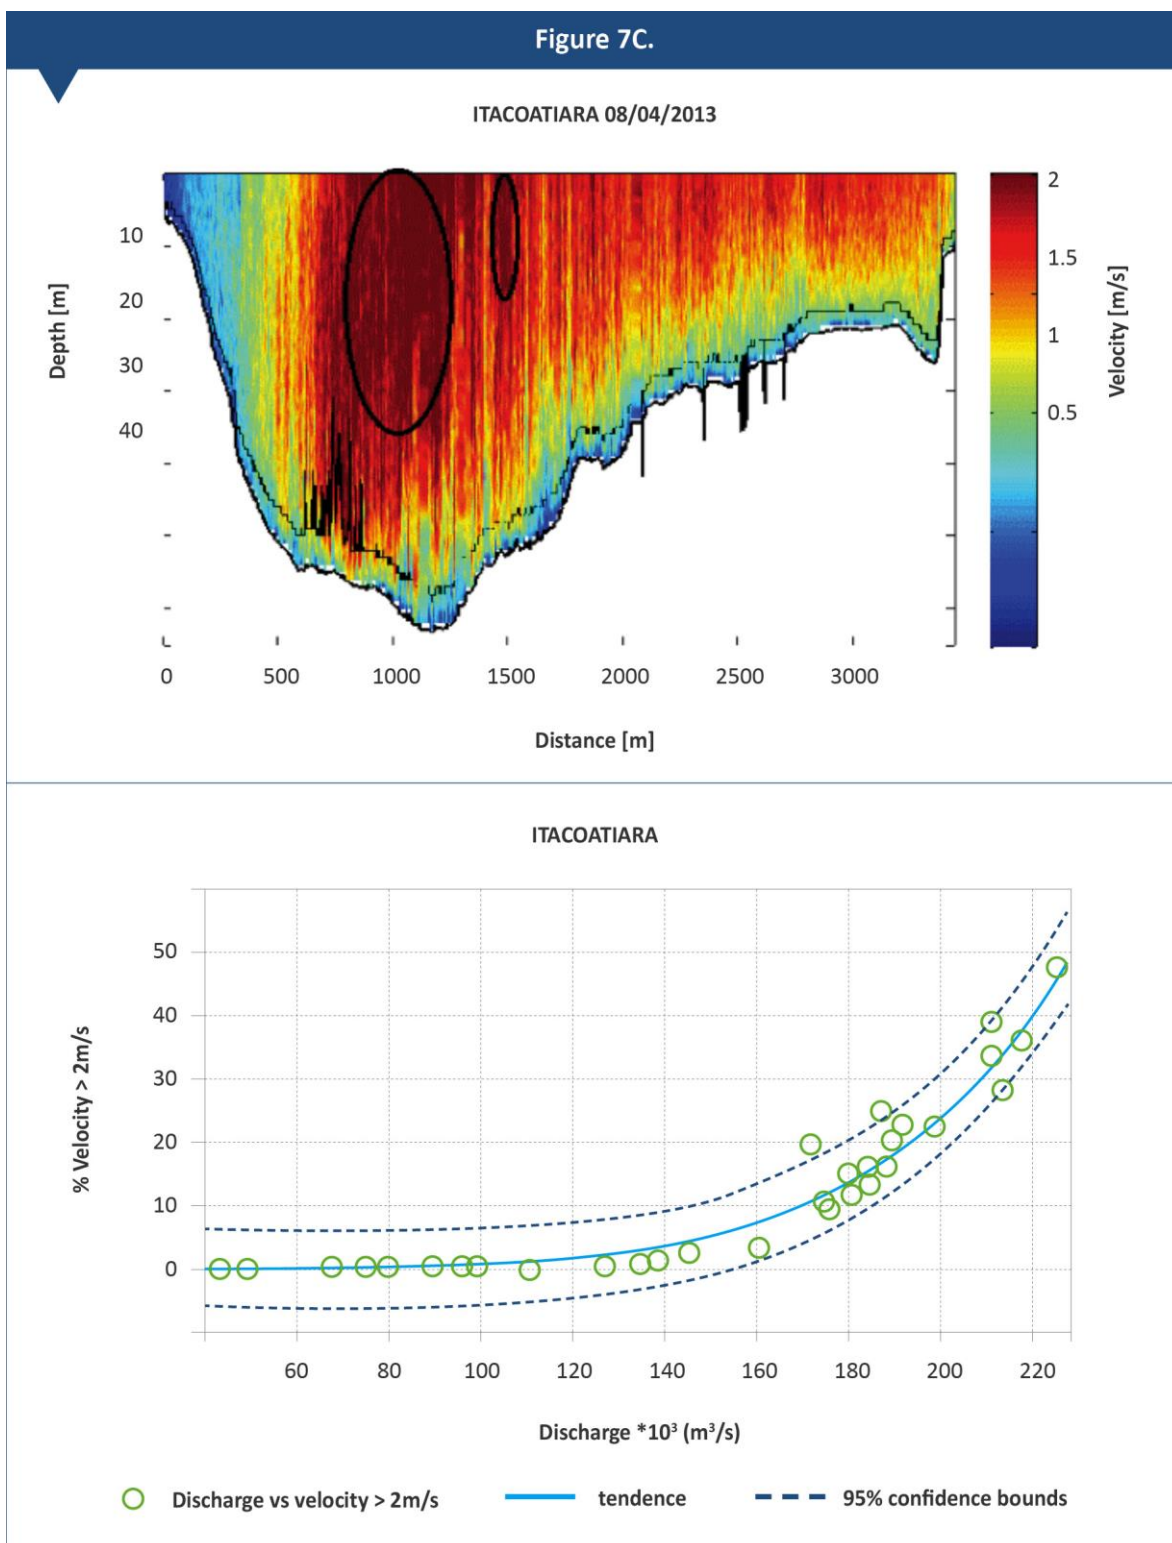 Figure 7C.
ITACOATIARA 08/04/2013
Depth [m]
10
20
30
40
0 500 1000 1500 2000 2500 3000
Distance [m]
2
1.5
1
0.5
Velocity [m/s]
ITACOATIARA
% Velocity > 2m/s
50
40
30
20
10
0
60 80 100 120 140 160 180 200 220
Discharge *10³ (m³/s)
Discharge vs velocity > 2m/s tendence 95% confidence bounds